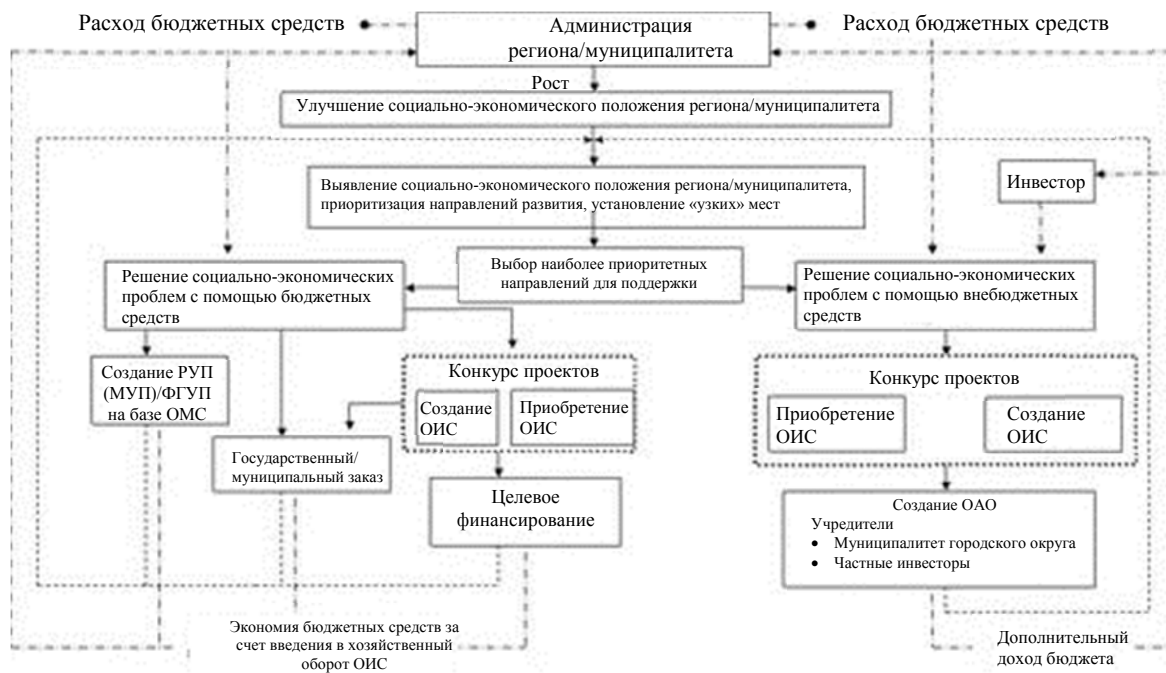 Расход бюджетных средств
Администрация
региона/муниципалитета
Расход бюджетных средств
Рост
Улучшение социально-экономического положения региона/муниципалитета
Выявление социально-экономического положения региона/муниципалитета,
приоритизация направлений развития, установление «узких» мест
Инвестор
Выбор наиболее приоритетных
направлений для поддержки
Решение социально-экономических
проблем с помощью бюджетных
средств
Решение социально-экономических
проблем с помощью внебюджетных
средств
Создание РУП
(МУП)/ФГУП
на базе ОМС
Конкурс проектов
Создание
ОИС
Приобретение
ОИС
Государственный/
муниципальный заказ
Целевое
финансирование
Конкурс проектов
Приобретение
ОИС
Создание
ОИС
Создание ОАО
Учредители
• Муниципалитет городского округа
• Частные инвесторы
Экономия бюджетных средств за
счет введения в хозяйственный
оборот ОИС
Дополнительный
доход бюджета